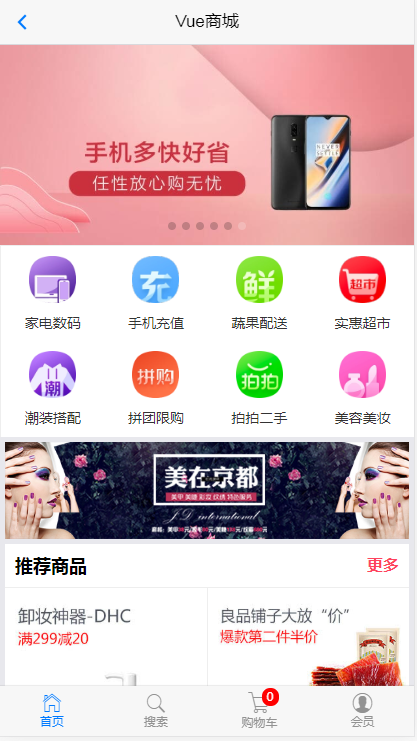 Vue商城
手机多快好省
任性放心购无忧
充
鲜
超市
家电数码
手机充值
蔬果配送
实惠超市
11
潮
拼购
拍拍
潮装搭配
拼团限购
拍拍二手
美容美妆
美在京都
JD international
推荐商品
更多
卸妆神器-DHC
良品铺子大放“价”
满299减20
爆款第二件半价
0
首页
搜索
购物车
会员